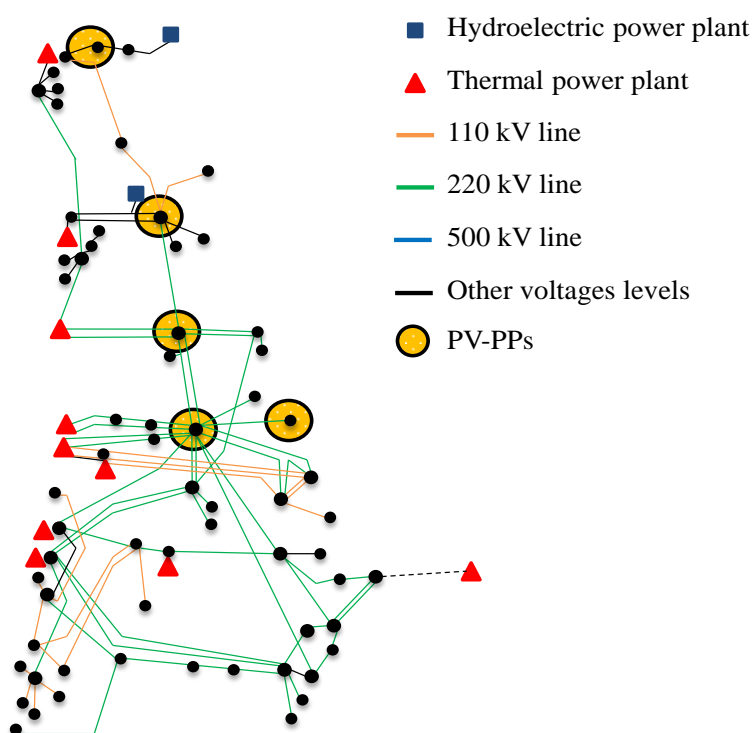 Hydroelectric power plant
Thermal power plant
110 kV line
220 kV line
500 kV line
Other voltages levels
PV-PPs